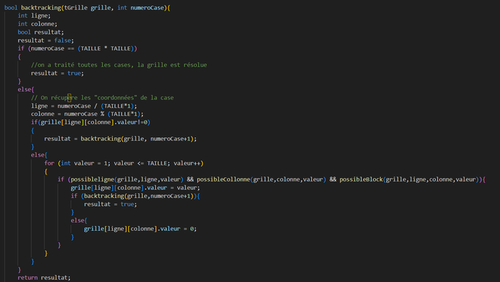 bool backtracking(tGrille grille, int numeroCase){
int ligne;
int colonne;
bool resultat;
resultat = false;
if (numeroCase == (TAILLE * TAILLE))
{
//on a traité toutes les cases, la grille est résolue
resultat = true;
}
else{
// On récupère les "coordonnées" de la case
ligne = numeroCase / (TAILLE*1);
colonne = numeroCase % (TAILLE*1);
if(grille[ligne][colonne].valeur!=0)
{
resultat = backtracking(grille, numeroCase+1);
}
else{
for (int valeur = 1; valeur <= TAILLE; valeur++)
{
if (possibleligne(grille,ligne,valeur) && possibleCollonne(grille,colonne,valeur) && possibleBlock(grille,ligne,colonne,valeur)){
grille[ligne][colonne].valeur = valeur;
if (backtracking(grille,numeroCase+1)){
resultat = true;
}
else{
grille[ligne][colonne].valeur = 0;
}
}
}
}
}
return resultat;